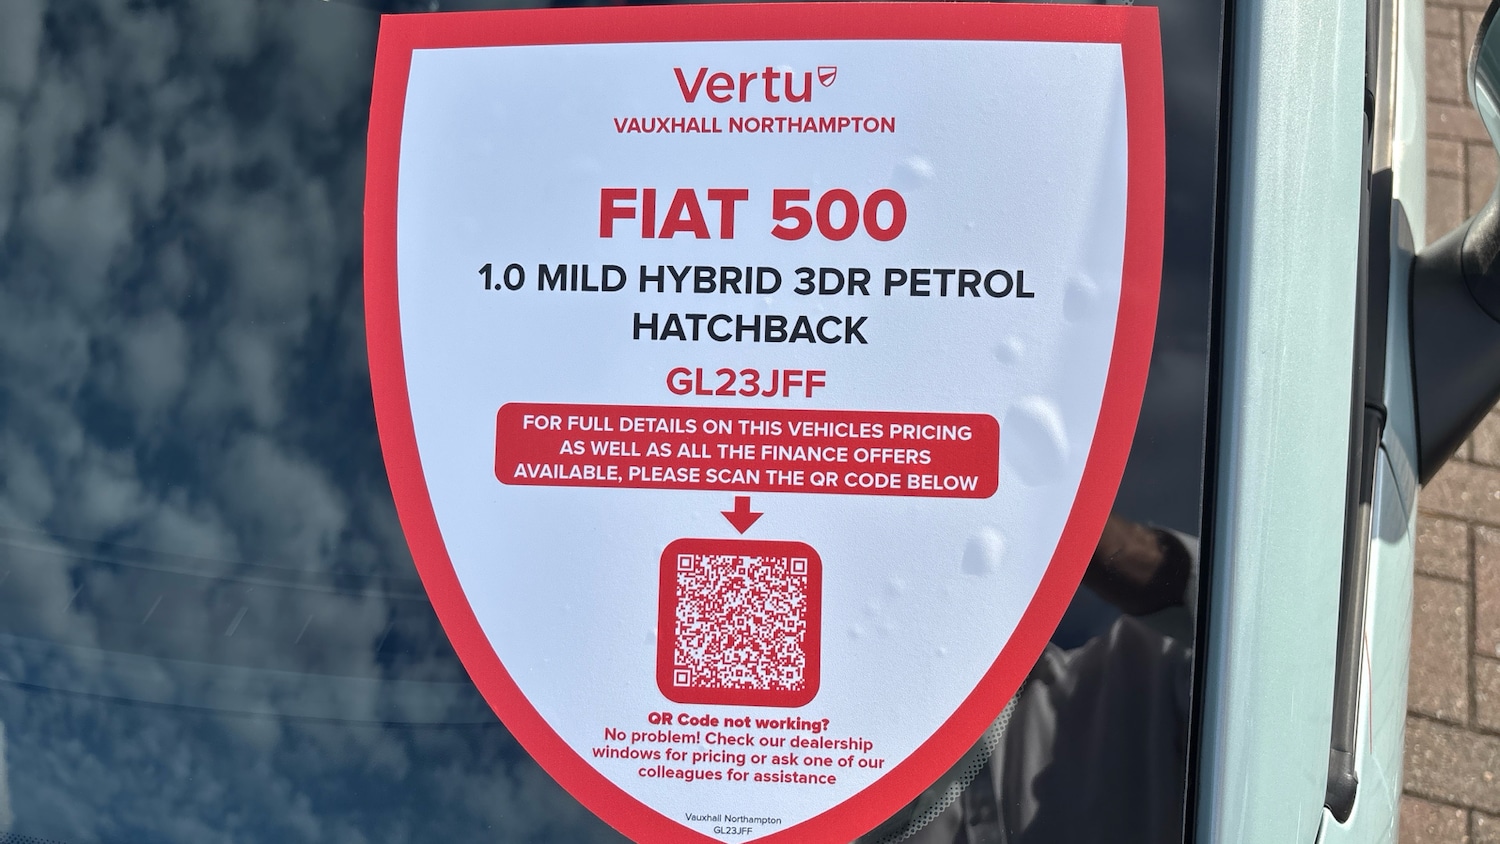 Vertu
VAUXHALL NORTHAMPTON
FIAT 500
1.0 MILD HYBRID 3DR PETROL
HATCHBACK
GL23JFF
FOR FULL DETAILS ON THIS VEHICLES PRICING
AS WELL AS ALL THE FINANCE OFFERS
AVAILABLE, PLEASE SCAN THE QR CODE BELOW
QR Code not working?
No problem! Check our dealership
windows for pricing or ask one of our
colleagues for assistance
Vauxhall Northampton
GL23JFF